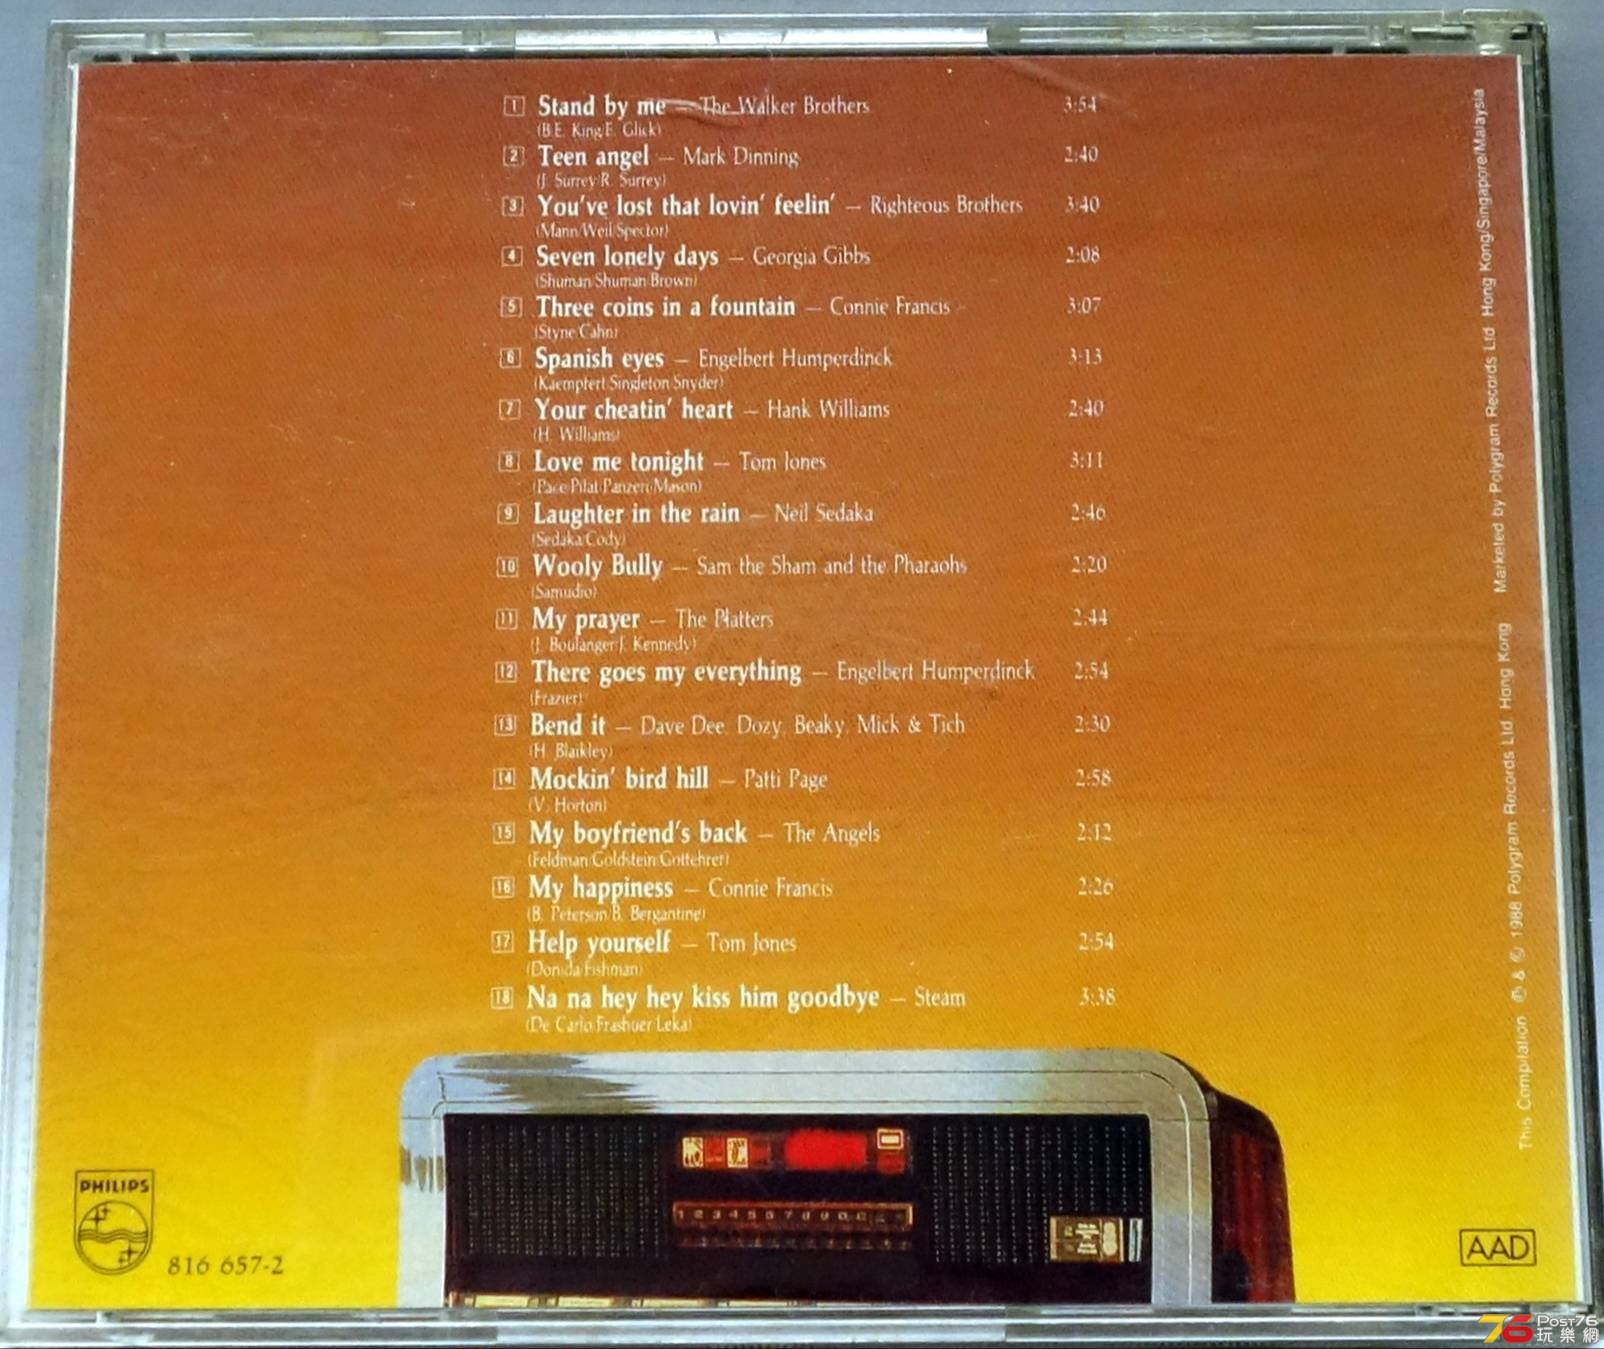 1 Stand by me — The Walker Brothers 3:54
(B.E. King/E. Glick)
2 Teen angel — Mark Dinning 2:40
(J. Surrey/R. Surrey)
3 You've lost that lovin' feelin' — Righteous Brothers 3:40
(Mann/Weil/Spector)
4 Seven lonely days — Georgia Gibbs 2:08
(Shuman/Shuman/Brown)
5 Three coins in a fountain — Connie Francis 3:07
(Styne/Cahn)
6 Spanish eyes — Engelbert Humperdinck 3:13
(Kaempfert/Singleton/Snyder)
7 Your cheatin' heart — Hank Williams 2:40
(H. Williams)
8 Love me tonight — Tom Jones 3:11
(Pace/Pilat/Panzeri/Mason)
9 Laughter in the rain — Neil Sedaka 2:46
(Sedaka/Cody)
10 Wooly Bully — Sam the Sham and the Pharaohs 2:20
(Samudio)
11 My prayer — The Platters 2:44
(J. Boulanger/J. Kennedy)
12 There goes my everything — Engelbert Humperdinck 2:54
(Frazier)
13 Bend it — Dave Dee, Dozy, Beaky, Mick & Tich 2:30
(H. Blaikley)
14 Mockin' bird hill — Patti Page 2:58
(V. Horton)
15 My boyfriend's back — The Angels 2:12
(Feldman/Goldstein/Gottehrer)
16 My happiness — Connie Francis 2:26
(B. Peterson/B. Bergantine)
17 Help yourself — Tom Jones 2:54
(Donida/Fishman)
18 Na na hey hey kiss him goodbye — Steam 3:38
(De Carlo/Frashuer/Leka)
This Compilation ℗ & © 1988 Polygram Records Ltd. Hong Kong Marketed by Polygram Records Ltd Hong Kong/Singapore/Malaysia
PHILIPS
816 657-2
AAD
76 Post76
玩樂網